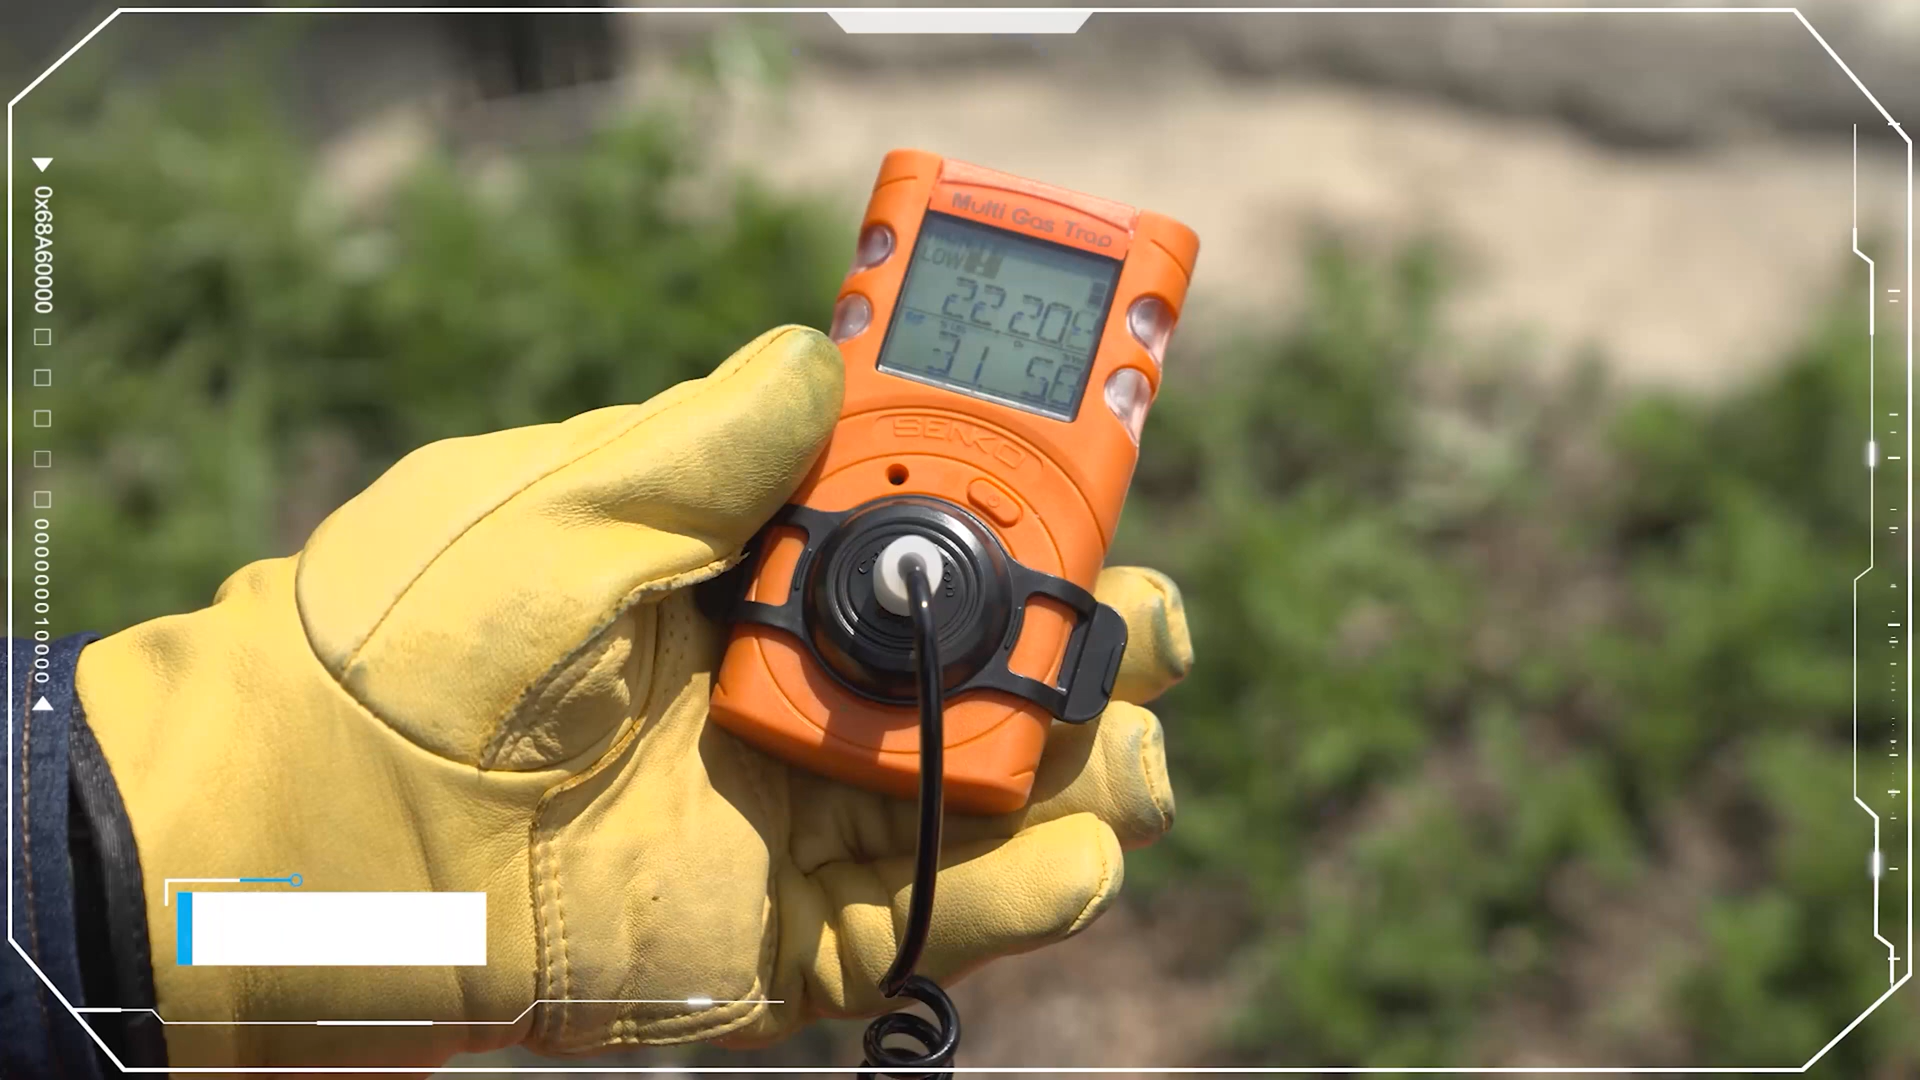 0x68A60000
0000000010000
Multi Gas Trap
LOW
22 20
31 58
SENKO